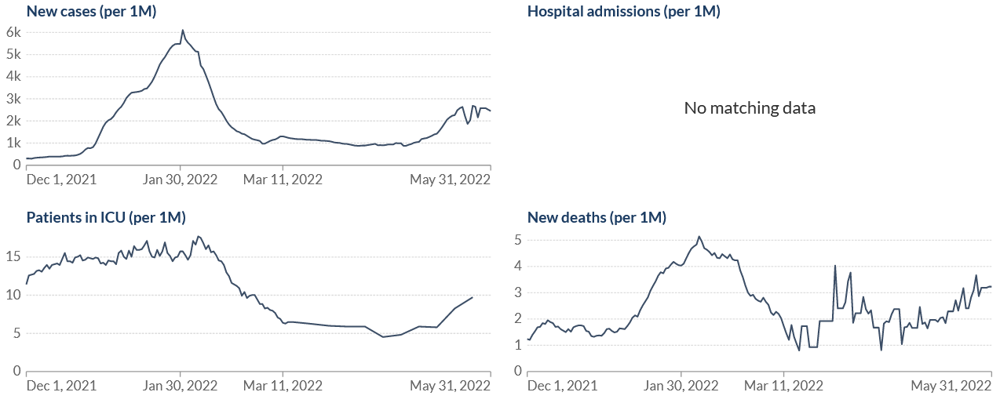 New cases (per 1M)
6k
5k
4k
3k
2k
1k
0
Dec 1, 2021 Jan 30, 2022 Mar 11, 2022 May 31, 2022
Hospital admissions (per 1M)
No matching data
Patients in ICU (per 1M)
15
10
5
0
Dec 1, 2021 Jan 30, 2022 Mar 11, 2022 May 31, 2022
New deaths (per 1M)
5
4
3
2
1
0
Dec 1, 2021 Jan 30, 2022 Mar 11, 2022 May 31, 2022